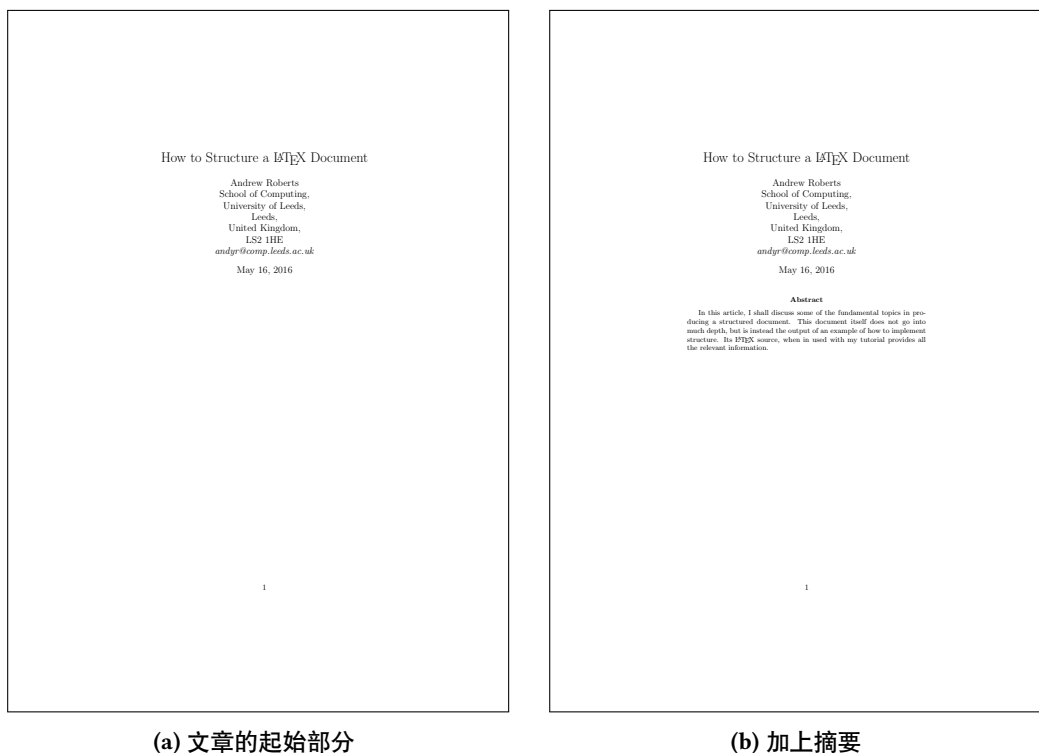 How to Structure a LATEX Document
Andrew Roberts
School of Computing,
University of Leeds,
Leeds,
United Kingdom,
LS2 1HE
andyr@comp.leeds.ac.uk
May 16, 2016
1
(a) 文章的起始部分
How to Structure a LATEX Document
Andrew Roberts
School of Computing,
University of Leeds,
Leeds,
United Kingdom,
LS2 1HE
andyr@comp.leeds.ac.uk
May 16, 2016
Abstract
In this article, I shall discuss some of the fundamental topics in pro-
ducing a structured document. This document itself does not go into
much depth, but is instead the output of an example of how to implement
structure. Its LATEX source, when in used with my tutorial provides all
the relevant information.
1
(b) 加上摘要